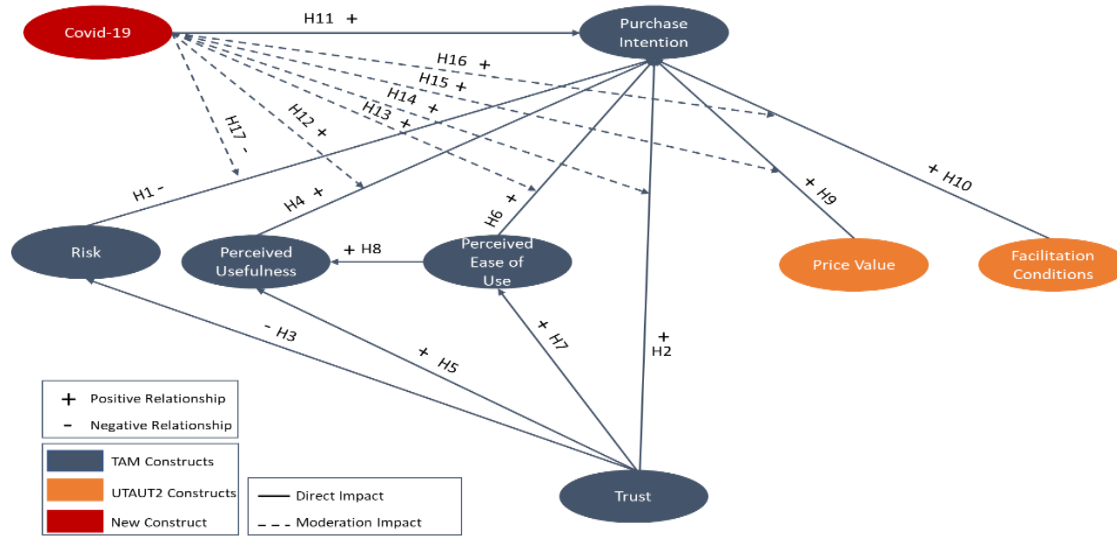 H11 +
Covid-19
Purchase
Intention
H16 +
H15 +
H14 +
H13 +
H12 +
H17 -
H1 -
H4 +
H6 +
+ H9
+ H10
Risk
Perceived
Usefulness
+ H8
Perceived
Ease of
Use
Price Value
Facilitation
Conditions
- H3
+ H5
+ H7
+
H2
+ Positive Relationship
- Negative Relationship
TAM Constructs
UTAUT2 Constructs
New Construct
Direct Impact
Moderation Impact
Trust